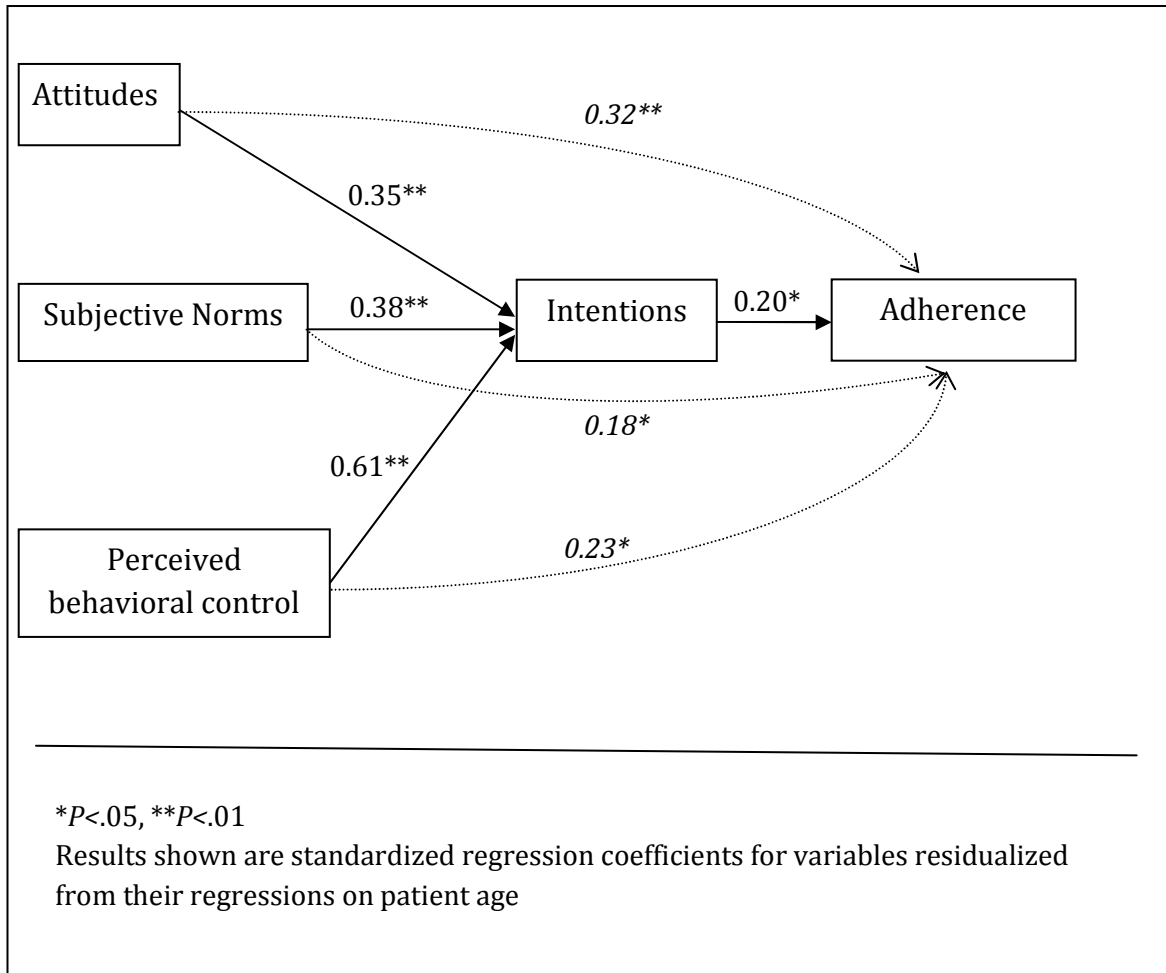 Attitudes
0.32**
0.35**
Subjective Norms
0.38**
Intentions
0.20*
Adherence
0.18*
0.61**
Perceived
behavioral control
0.23*
*P<.05, **P<.01
Results shown are standardized regression coefficients for variables residualized
from their regressions on patient age